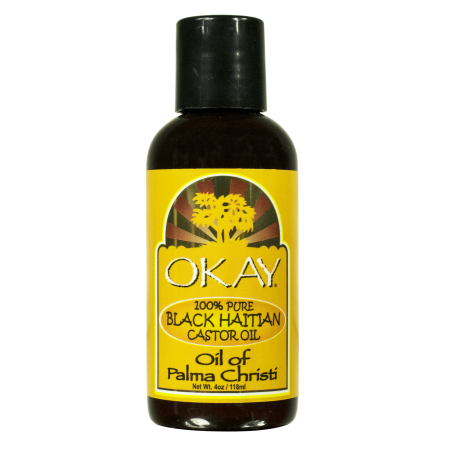 OKAY®
100% PURE
BLACK HAITIAN
CASTOR OIL
Oil of
Palma Christi
Net Wt. 4oz / 118ml